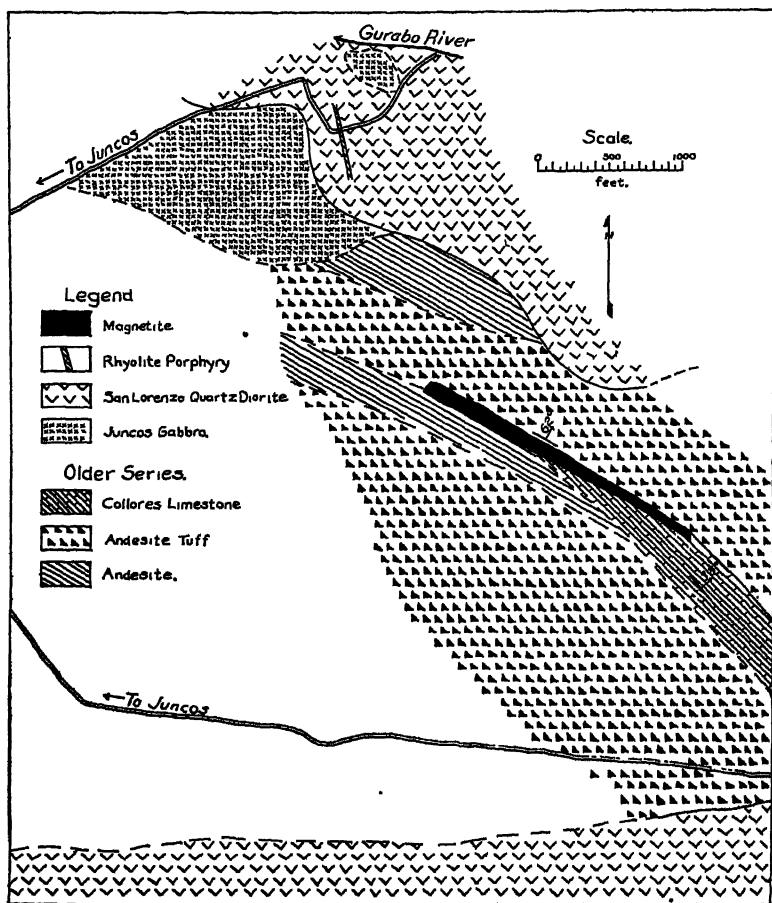 Gurabo River
To Juncos
Scale.
0 500 1000
feet.
N
Legend
Magnetite
Rhyolite Porphyry
San Lorenzo Quartz Diorite
Juncos Gabbro.
Older Series.
Collores Limestone
Andesite Tuff
Andesite.
To Juncos